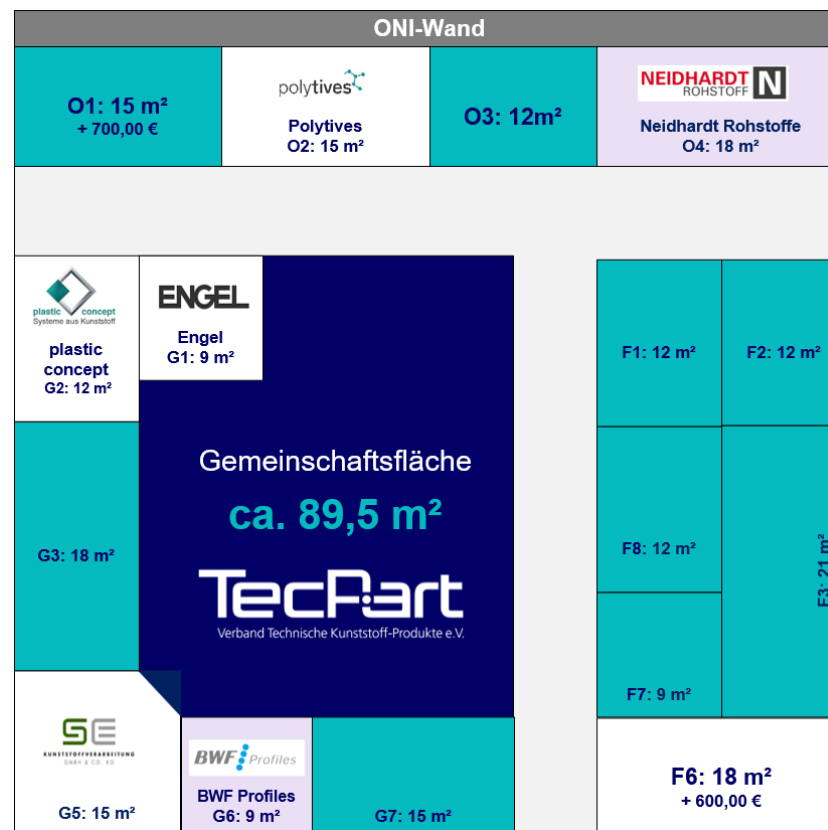 ONI-Wand
O1: 15 m²
+ 700,00 €
polytives
Polytives
O2: 15 m²
O3: 12m²
NEIDHARDT N
ROHSTOFF
Neidhardt Rohstoffe
O4: 18 m²
plastic concept
Systeme aus Kunststoff
plastic
concept
G2: 12 m²
ENGEL
Engel
G1: 9 m²
F1: 12 m²
F2: 12 m²
Gemeinschaftsfläche
ca. 89,5 m²
TecPart
Verband Technische Kunststoff-Produkte e.V.
G3: 18 m²
F8: 12 m²
F3: 21 m²
F7: 9 m²
SE
KUNSTSTOFFVERARBEITUNG
GMBH & CO. KG
G5: 15 m²
BWF Profiles
BWF Profiles
G6: 9 m²
G7: 15 m²
F6: 18 m²
+ 600,00 €